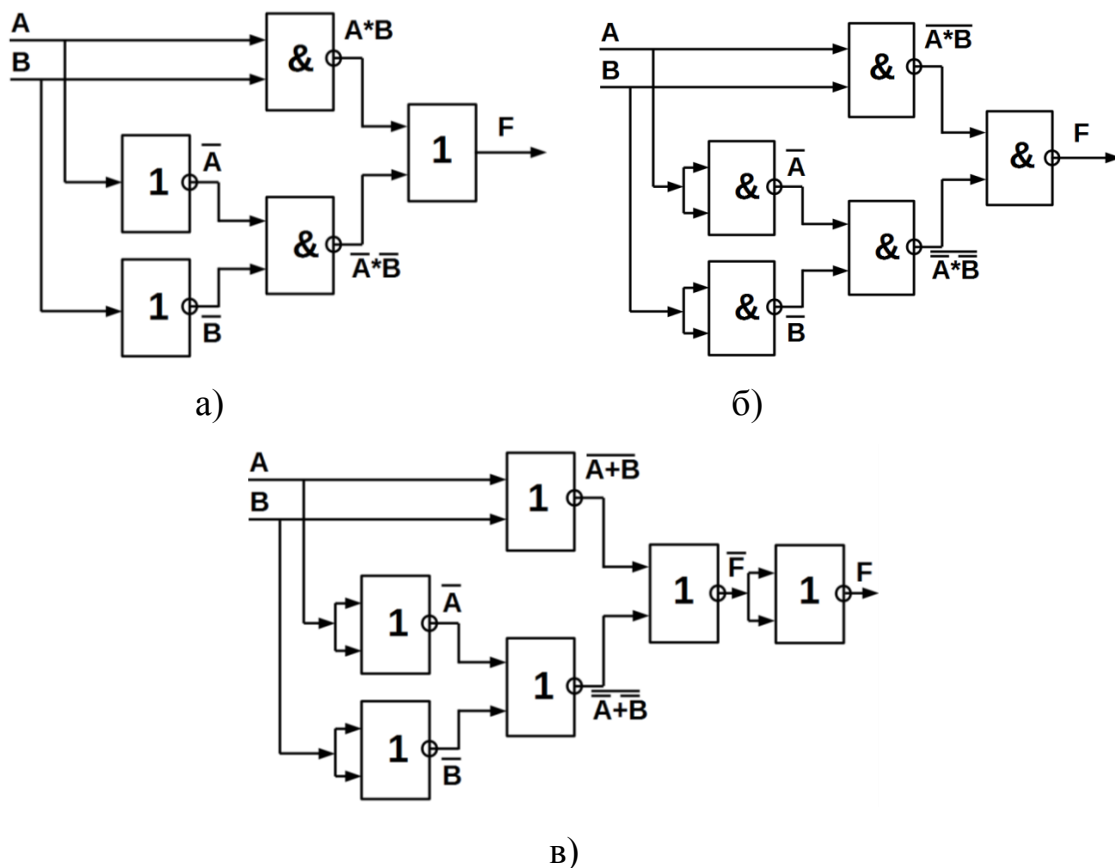 A
B
&
A*B
1
A̅
1
B̅
&
A̅*B̅
1
F
а)
A
B
&
A̅*̅B̅
&
A̅
&
B̅
&
A̿*̅B̿
&
F
б)
A
B
1
A̅+̅B̅
1
A̅
1
B̅
1
A̿+̅B̿
1
F̅
1
F
в)